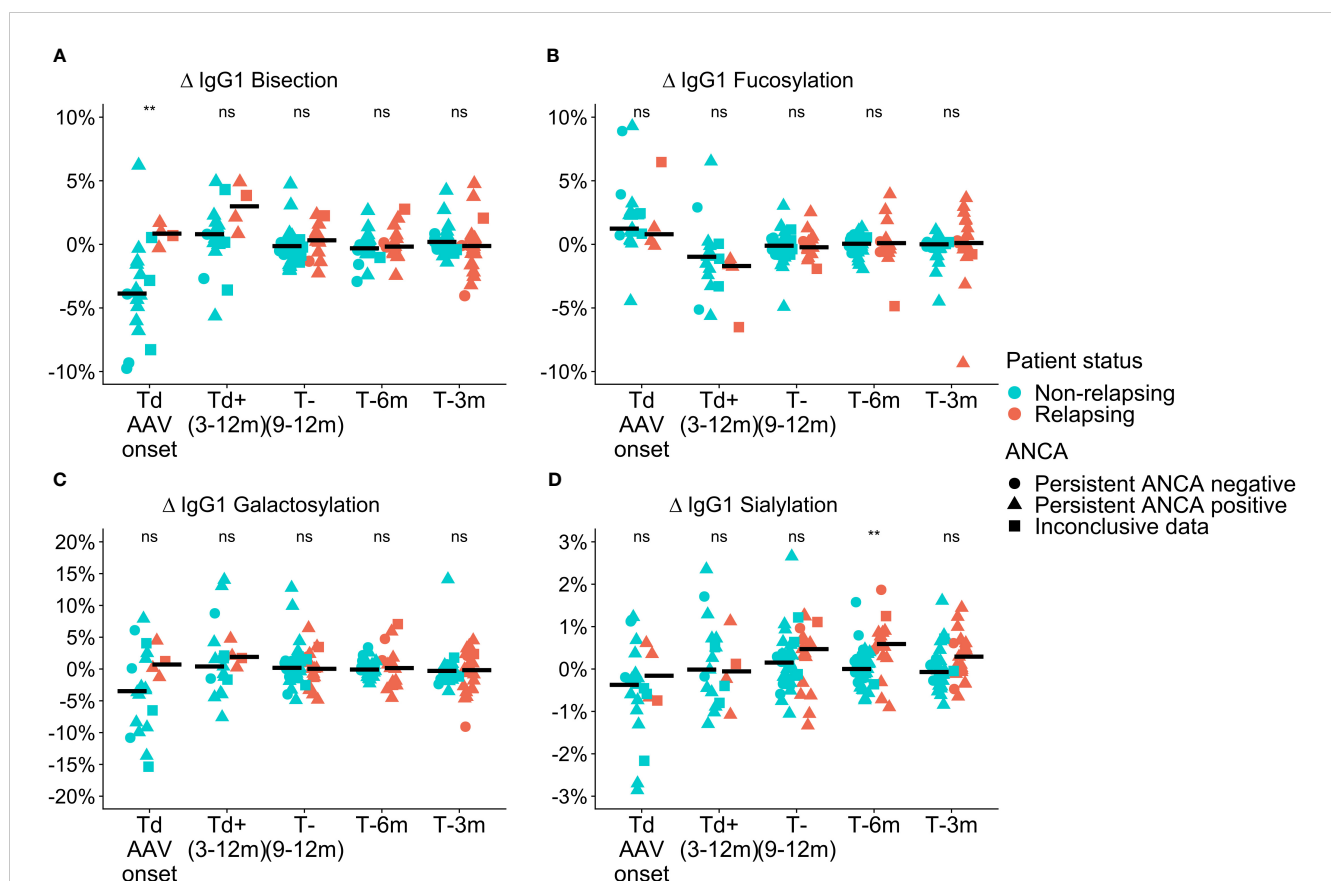 A
Δ IgG1 Bisection
** ns ns ns ns
10%
5%
0%
-5%
-10%
Td Td+ T- T-6m T-3m
AAV (3-12m)(9-12m)
onset
B
Δ IgG1 Fucosylation
ns ns ns ns ns
10%
5%
0%
-5%
-10%
Td Td+ T- T-6m T-3m
AAV (3-12m)(9-12m)
onset
Patient status
Non-relapsing
Relapsing
ANCA
Persistent ANCA negative
Persistent ANCA positive
Inconclusive data
C
Δ IgG1 Galactosylation
ns ns ns ns ns
20%
15%
10%
5%
0%
-5%
-10%
-15%
-20%
Td Td+ T- T-6m T-3m
AAV (3-12m)(9-12m)
onset
D
Δ IgG1 Sialylation
ns ns ns ** ns
3%
2%
1%
0%
-1%
-2%
-3%
Td Td+ T- T-6m T-3m
AAV (3-12m)(9-12m)
onset